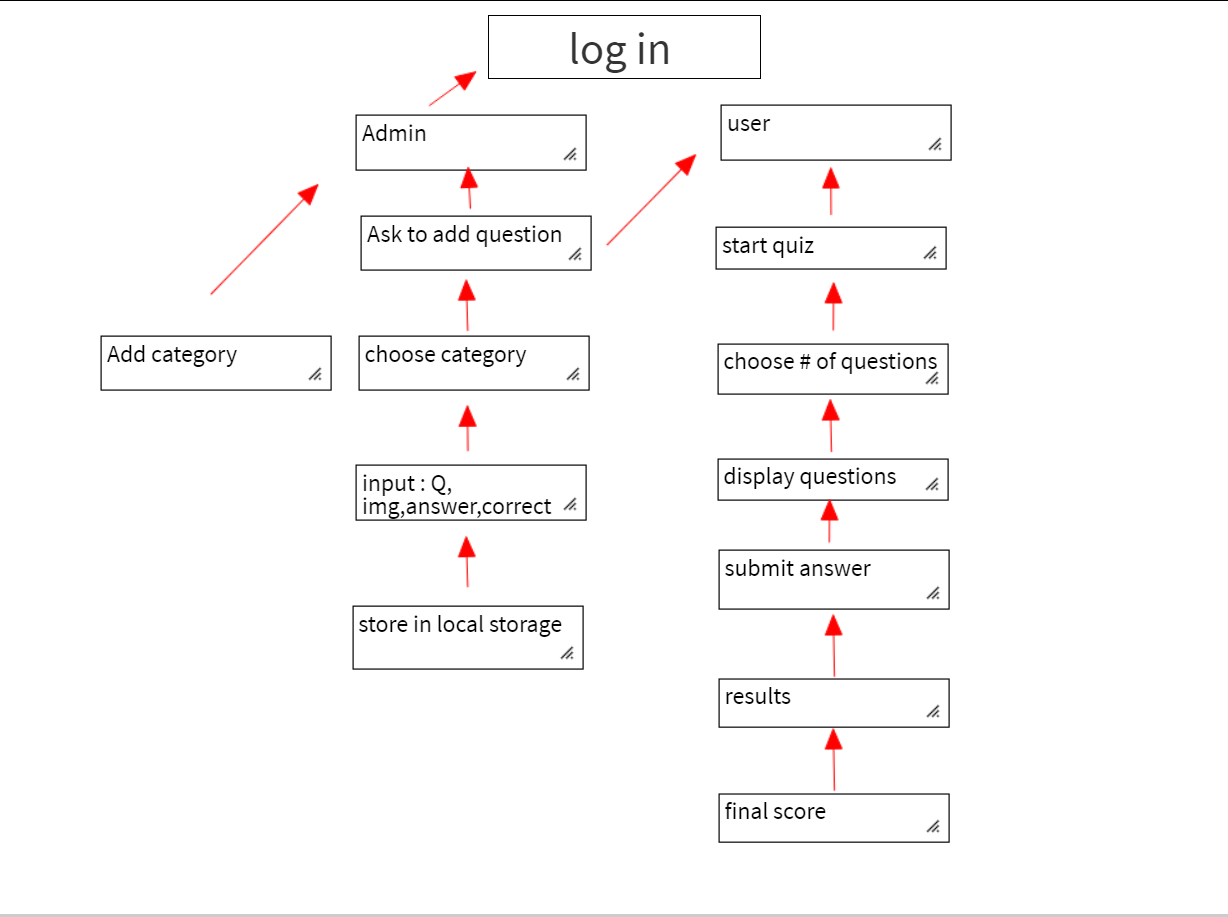 log in
Admin
user
Ask to add question
start quiz
Add category
choose category
choose # of questions
input : Q,
img,answer,correct
display questions
submit answer
store in local storage
results
final score